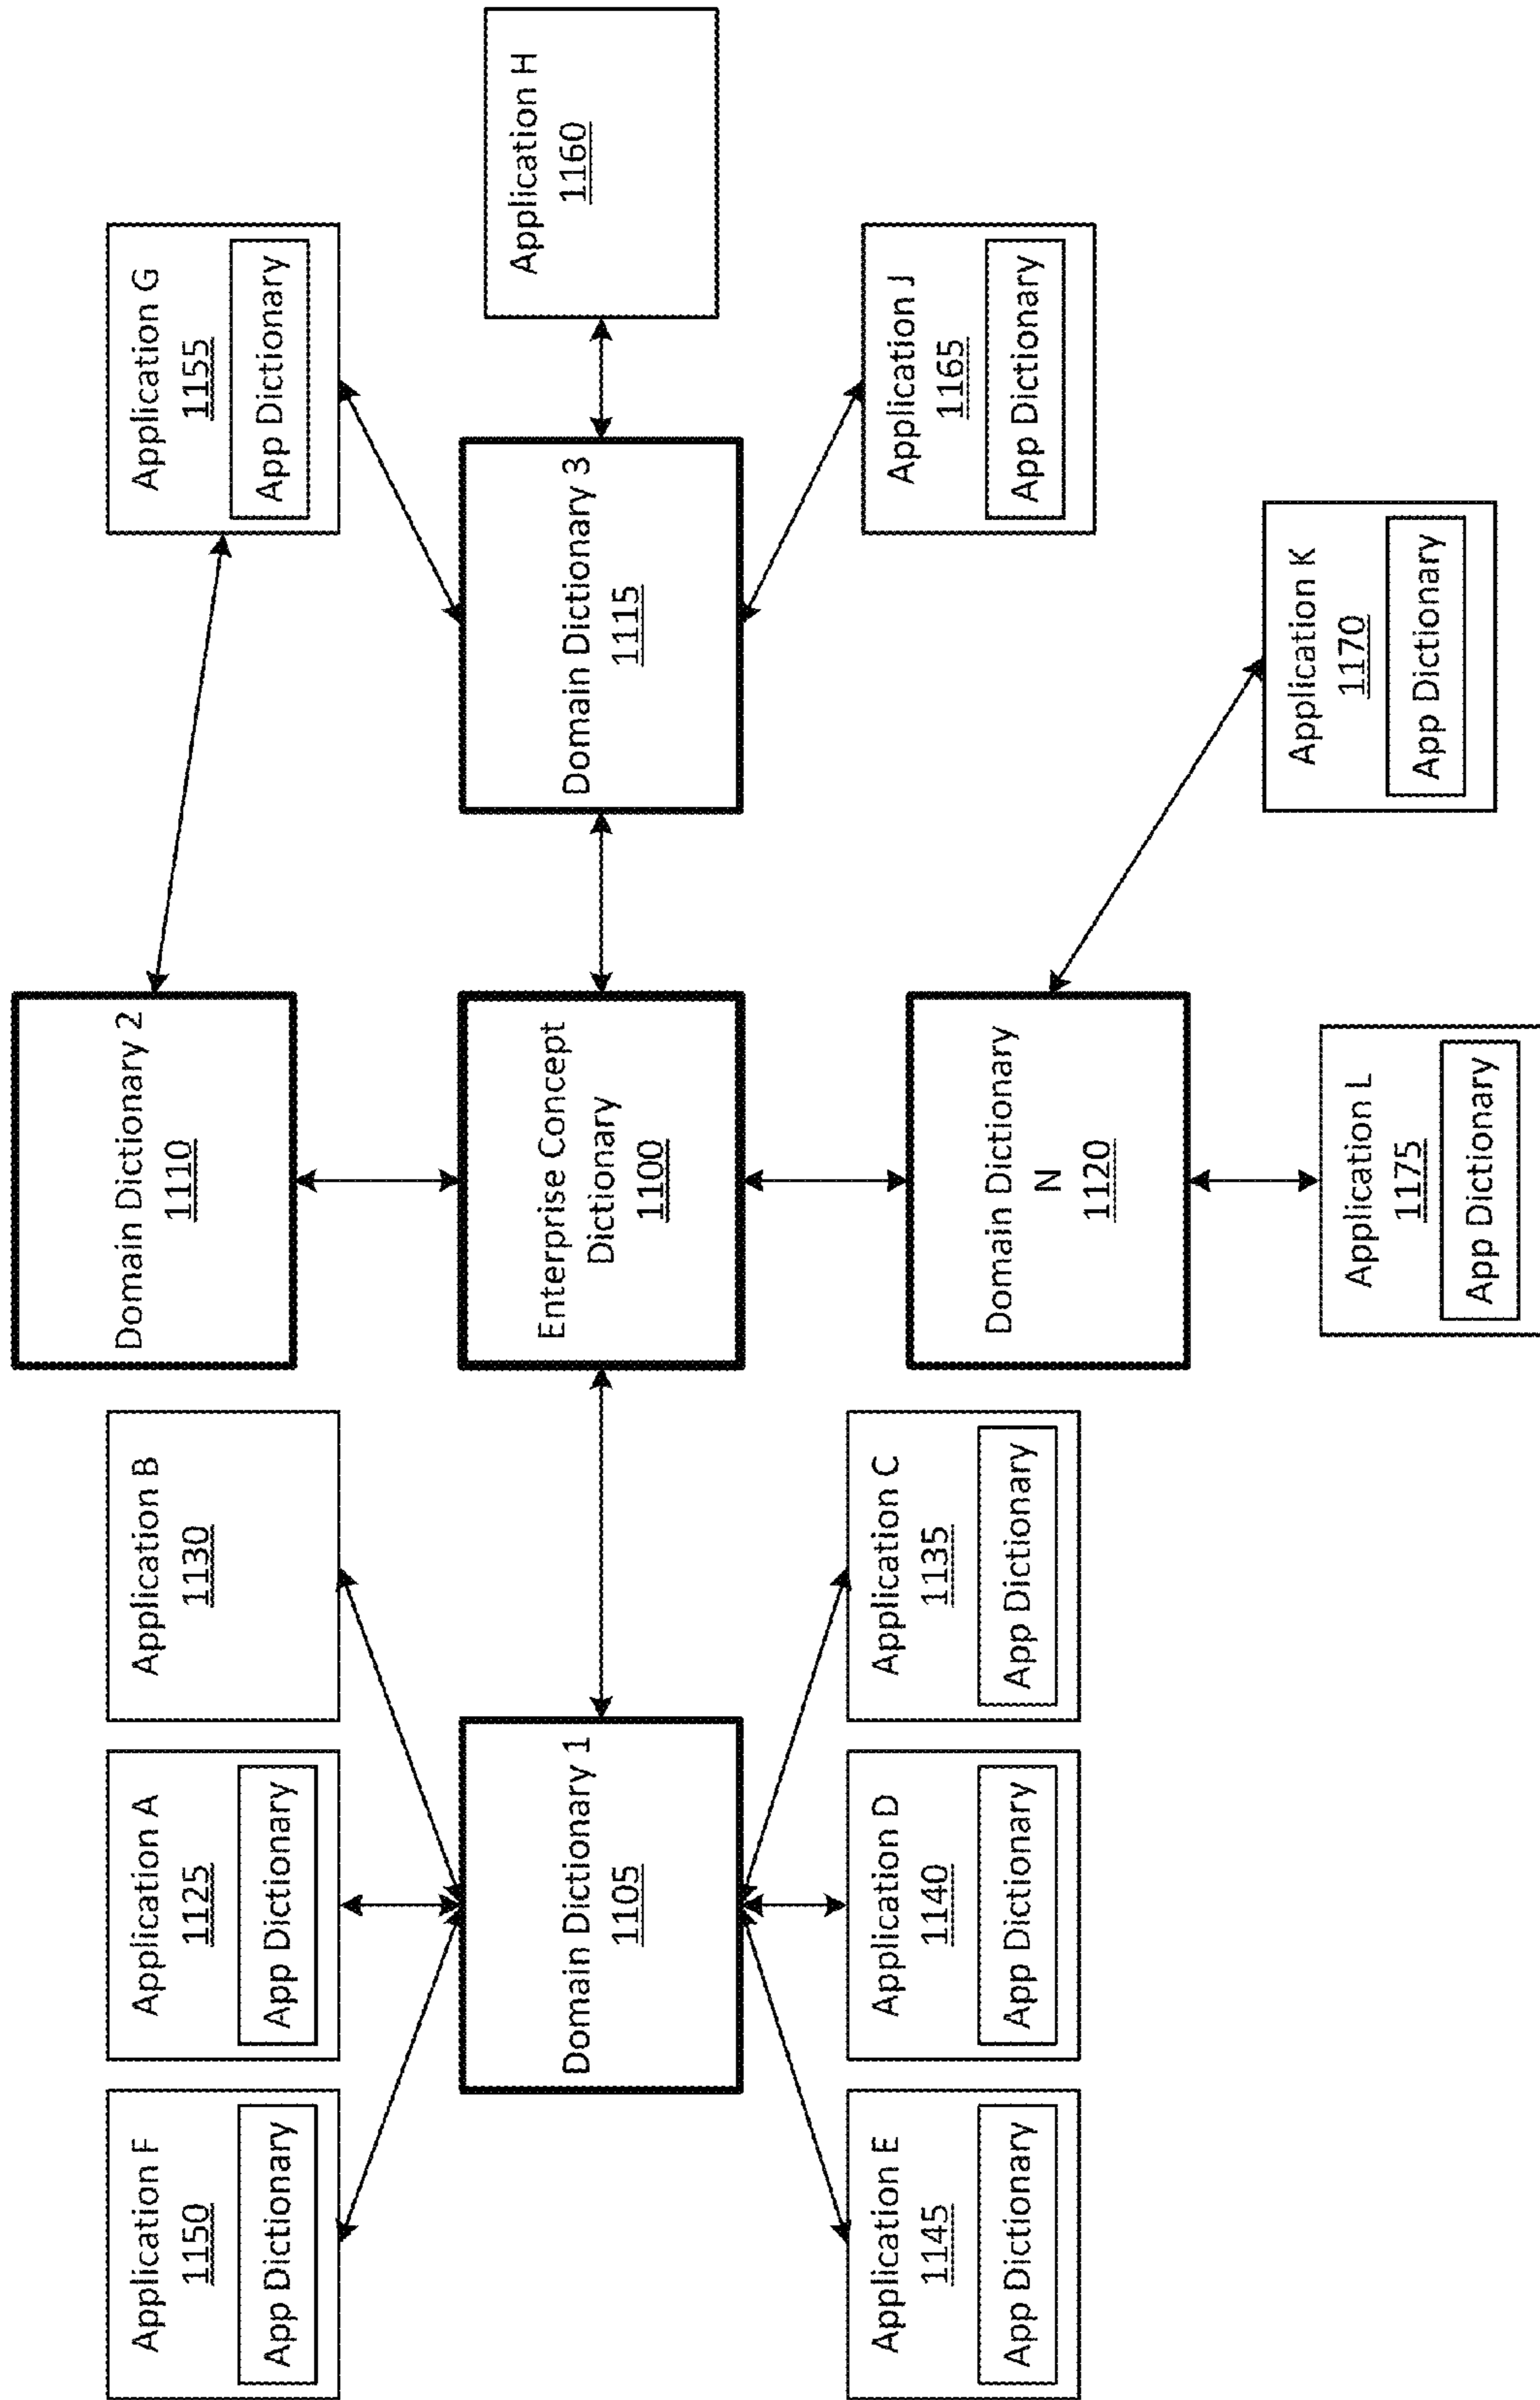 Domain Dictionary 2
1110
Application F
1150
App Dictionary
Application A
1125
App Dictionary
Application B
1130
Application G
1155
App Dictionary
Domain Dictionary 1
1105
Enterprise Concept
Dictionary
1100
Domain Dictionary 3
1115
Application H
1160
Application E
1145
App Dictionary
Application D
1140
App Dictionary
Application C
1135
App Dictionary
Domain Dictionary
N
1120
Application J
1165
App Dictionary
Application L
1175
App Dictionary
Application K
1170
App Dictionary